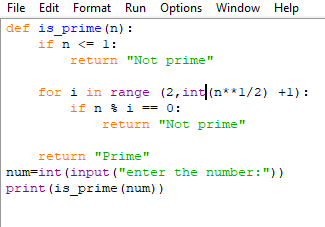 File Edit Format Run Options Window Help
def is_prime(n):
    if n <= 1:
        return "Not prime"

    for i in range (2,int(n**1/2) +1):
        if n % i == 0:
            return "Not prime"

    return "Prime"
num=int(input("enter the number:"))
print(is_prime(num))